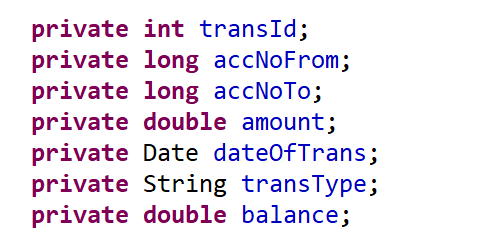 private int transId;
private long accNoFrom;
private long accNoTo;
private double amount;
private Date dateOfTrans;
private String transType;
private double balance;